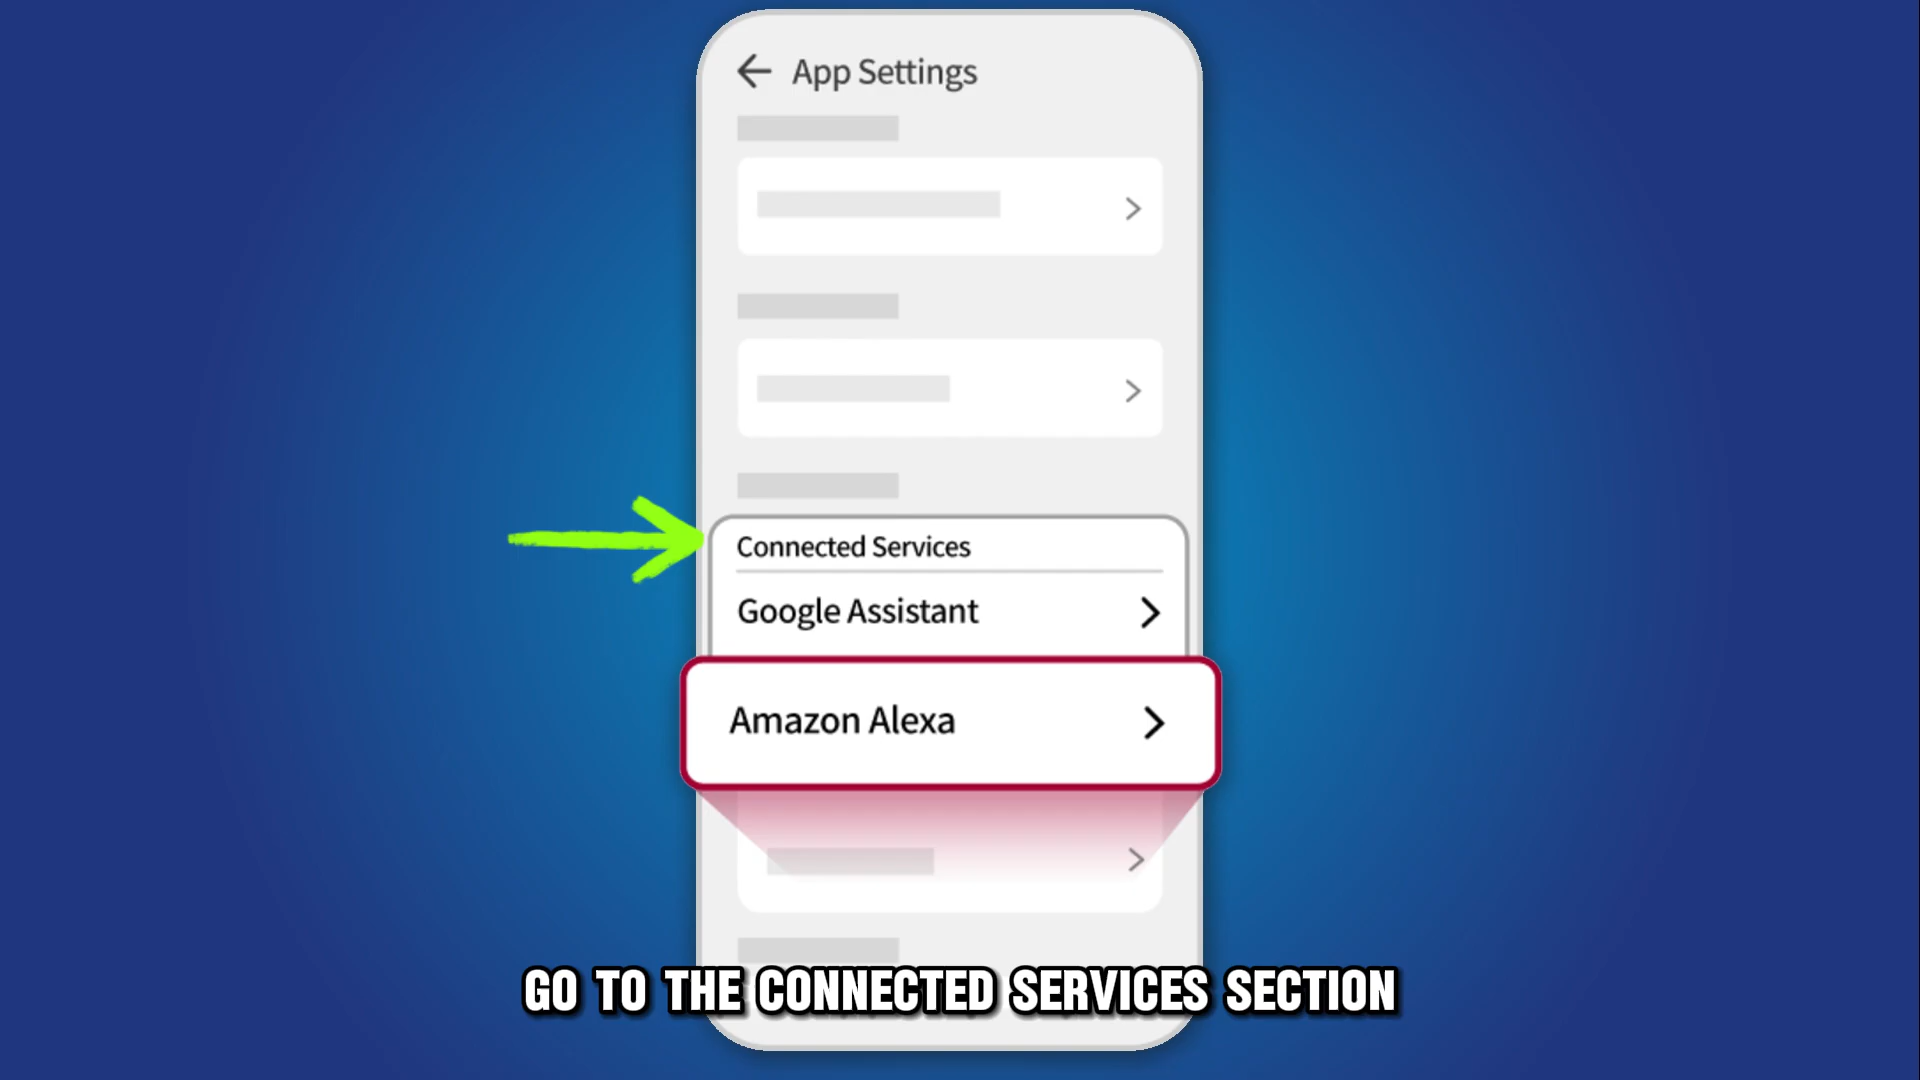 App Settings
Connected Services
Google Assistant
Amazon Alexa
GO TO THE CONNECTED SERVICES SECTION